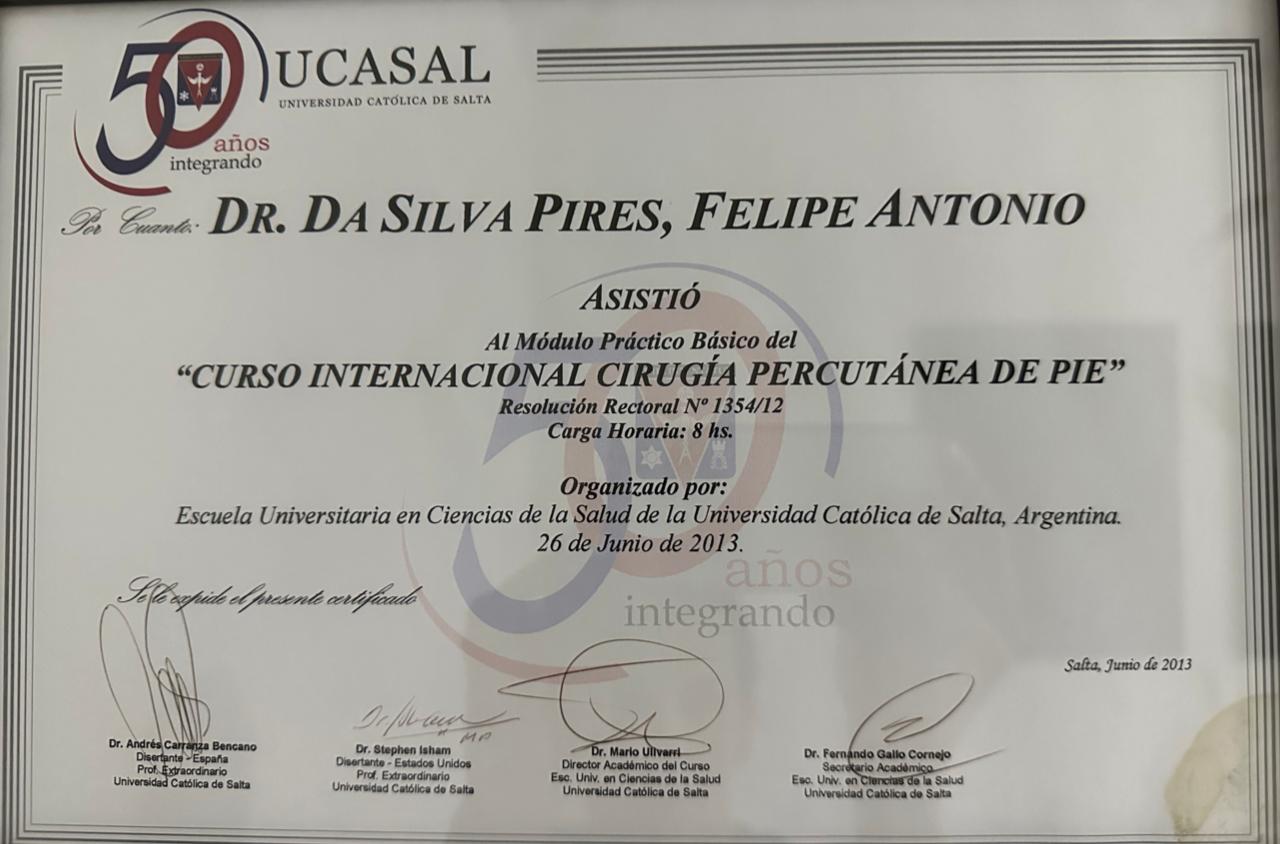 50 UCASAL
UNIVERSIDAD CATÓLICA DE SALTA
años
integrando
Por Cuanto: DR. DA SILVA PIRES, FELIPE ANTONIO
ASISTIÓ
Al Módulo Práctico Básico del
“CURSO INTERNACIONAL CIRUGÍA PERCUTÁNEA DE PIE”
Resolución Rectoral Nº 1354/12
Carga Horaria: 8 hs.
Organizado por:
Escuela Universitaria en Ciencias de la Salud de la Universidad Católica de Salta, Argentina.
26 de Junio de 2013.
50 años
integrando
Se le expide el presente certificado
Salta, Junio de 2013
Dr. Andrés Carranza Bencano
Disertante - España
Prof. Extraordinario
Universidad Católica de Salta
Dr. Stephen Isham
Disertante - Estados Unidos
Prof. Extraordinario
Universidad Católica de Salta
Dr. Mario Ulivarri
Director Académico del Curso
Esc. Univ. en Ciencias de la Salud
Universidad Católica de Salta
Dr. Fernando Gallo Cornejo
Secretario Académico
Esc. Univ. en Ciencias de la Salud
Universidad Católica de Salta